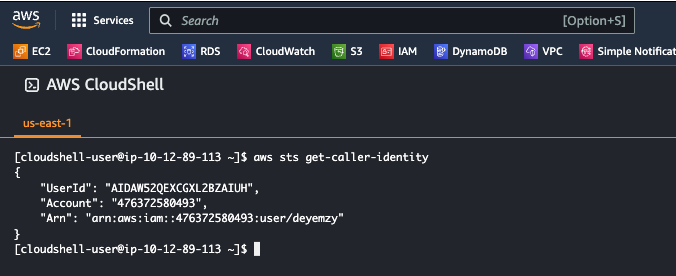 aws
Services
Search
[Option+S]
EC2
CloudFormation
RDS
CloudWatch
S3
IAM
DynamoDB
VPC
Simple Notificat
AWS CloudShell
us-east-1
[cloudshell-user@ip-10-12-89-113 ~]$ aws sts get-caller-identity
{
    "UserId": "AIDAW52QEXCGXL2BZAIUH",
    "Account": "476372580493",
    "Arn": "arn:aws:iam::476372580493:user/deyemzy"
}
[cloudshell-user@ip-10-12-89-113 ~]$